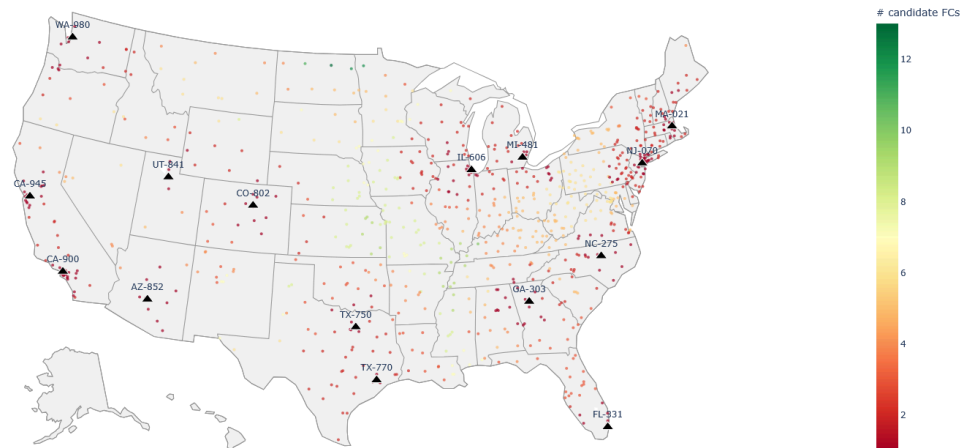 # candidate FCs
WA-980
12
MA-021
MI-481
10
NJ-070
IL-606
UT-841
CA-945
CO-802
8
NC-275
CA-900
6
AZ-852
GA-303
TX-750
4
TX-770
FL-331
2